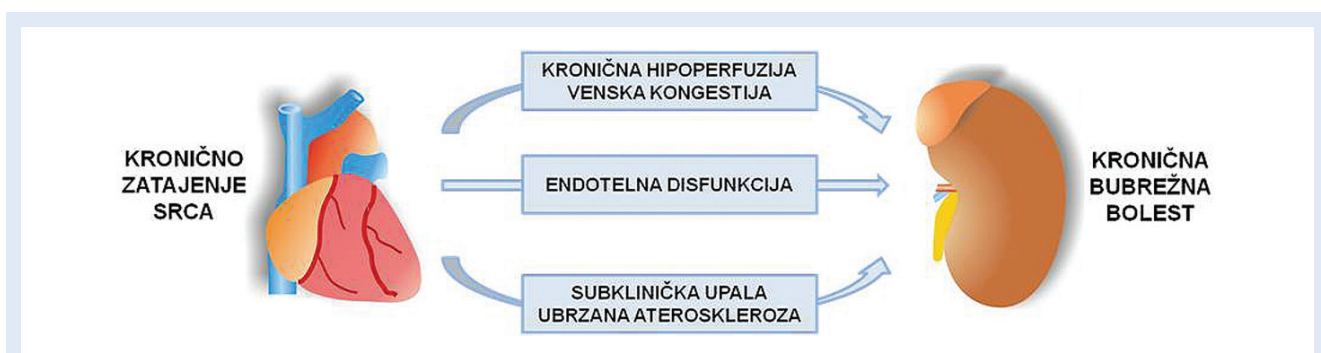 KRONIČNO
ZATAJENJE
SRCA
KRONIČNA HIPOPERFUZIJA
VENSKA KONGESTIJA
ENDOTELNA DISFUNKCIJA
SUBKLINIČKA UPALA
UBRZANA ATEROSKLEROZA
KRONIČNA
BUBREŽNA
BOLEST